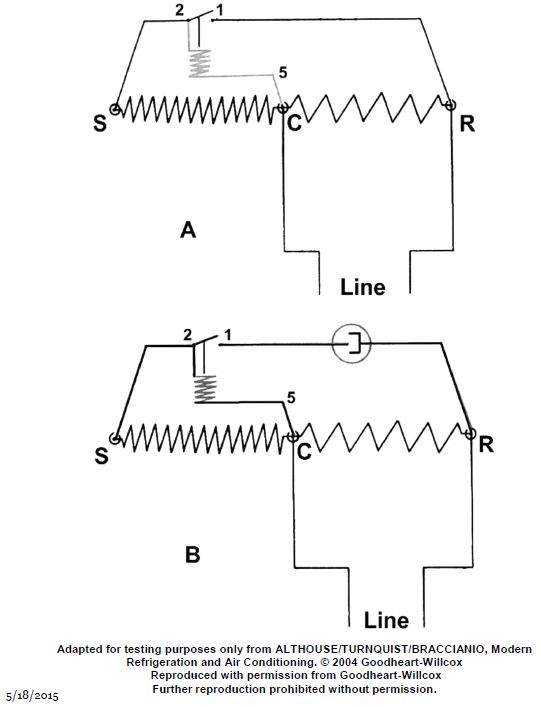 2 1
5
S C R
A
Line
2 1
5
S C R
B
Line
Adapted for testing purposes only from ALTHOUSE/TURNQUIST/BRACCIANIO, Modern
Refrigeration and Air Conditioning. © 2004 Goodheart-Willcox
Reproduced with permission from Goodheart-Willcox
Further reproduction prohibited without permission.
5/18/2015